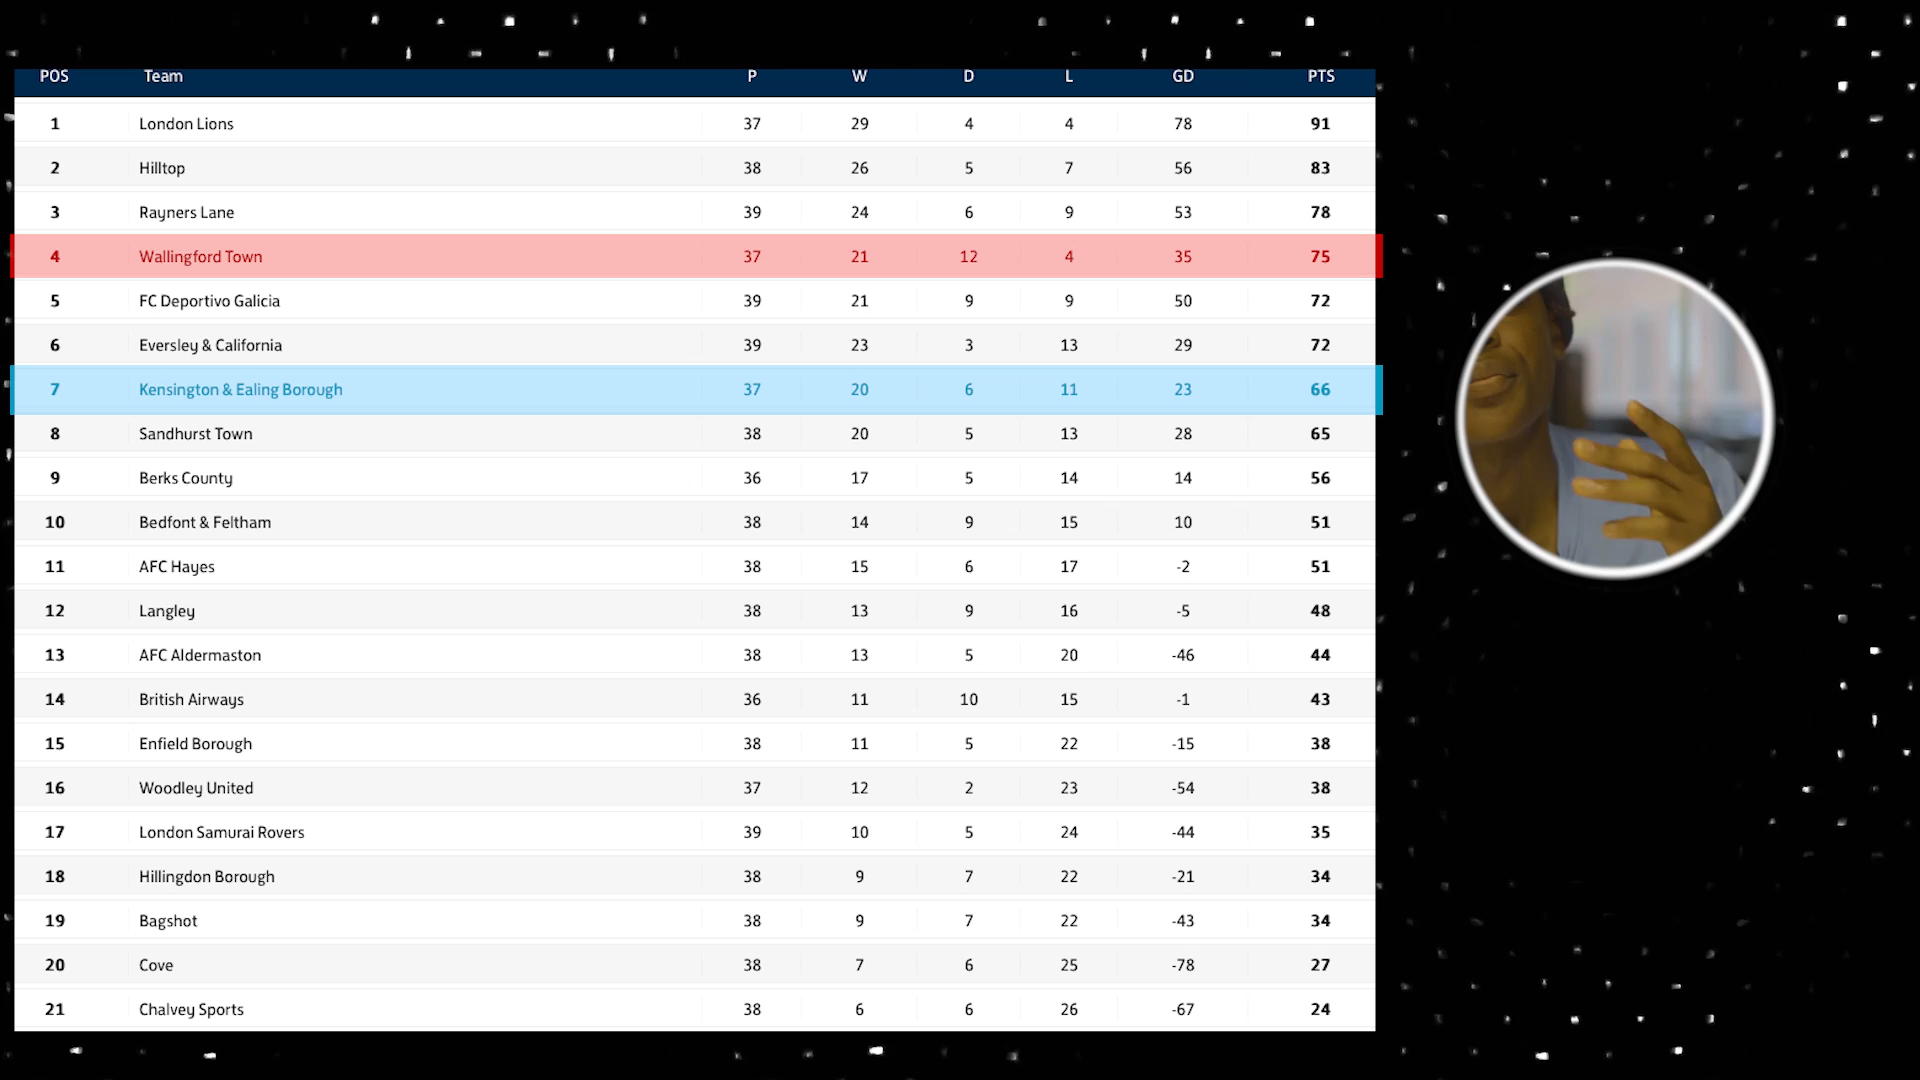 POS Team P W D L GD PTS
1 London Lions 37 29 4 4 78 91
2 Hilltop 38 26 5 7 56 83
3 Rayners Lane 39 24 6 9 53 78
4 Wallingford Town 37 21 12 4 35 75
5 FC Deportivo Galicia 39 21 9 9 50 72
6 Eversley & California 39 23 3 13 29 72
7 Kensington & Ealing Borough 37 20 6 11 23 66
8 Sandhurst Town 38 20 5 13 28 65
9 Berks County 36 17 5 14 14 56
10 Bedfont & Feltham 38 14 9 15 10 51
11 AFC Hayes 38 15 6 17 -2 51
12 Langley 38 13 9 16 -5 48
13 AFC Aldermaston 38 13 5 20 -46 44
14 British Airways 36 11 10 15 -1 43
15 Enfield Borough 38 11 5 22 -15 38
16 Woodley United 37 12 2 23 -54 38
17 London Samurai Rovers 39 10 5 24 -44 35
18 Hillingdon Borough 38 9 7 22 -21 34
19 Bagshot 38 9 7 22 -43 34
20 Cove 38 7 6 25 -78 27
21 Chalvey Sports 38 6 6 26 -67 24